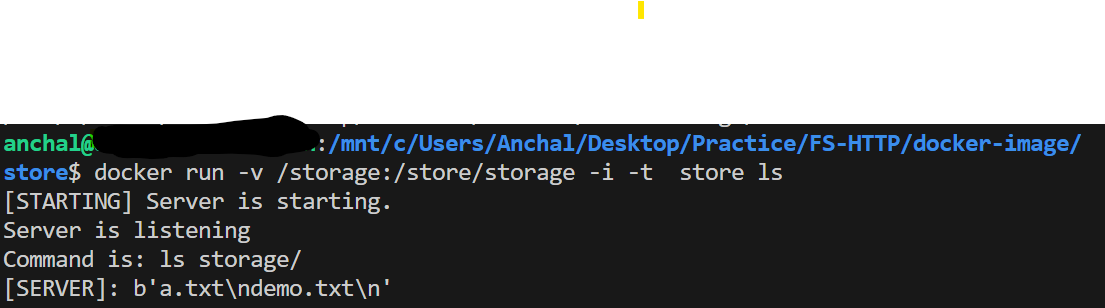 anchal@:/mnt/c/Users/Anchal/Desktop/Practice/FS-HTTP/docker-image/
store$ docker run -v /storage:/store/storage -i -t  store ls
[STARTING] Server is starting.
Server is listening
Command is: ls storage/
[SERVER]: b'a.txt\ndemo.txt\n'